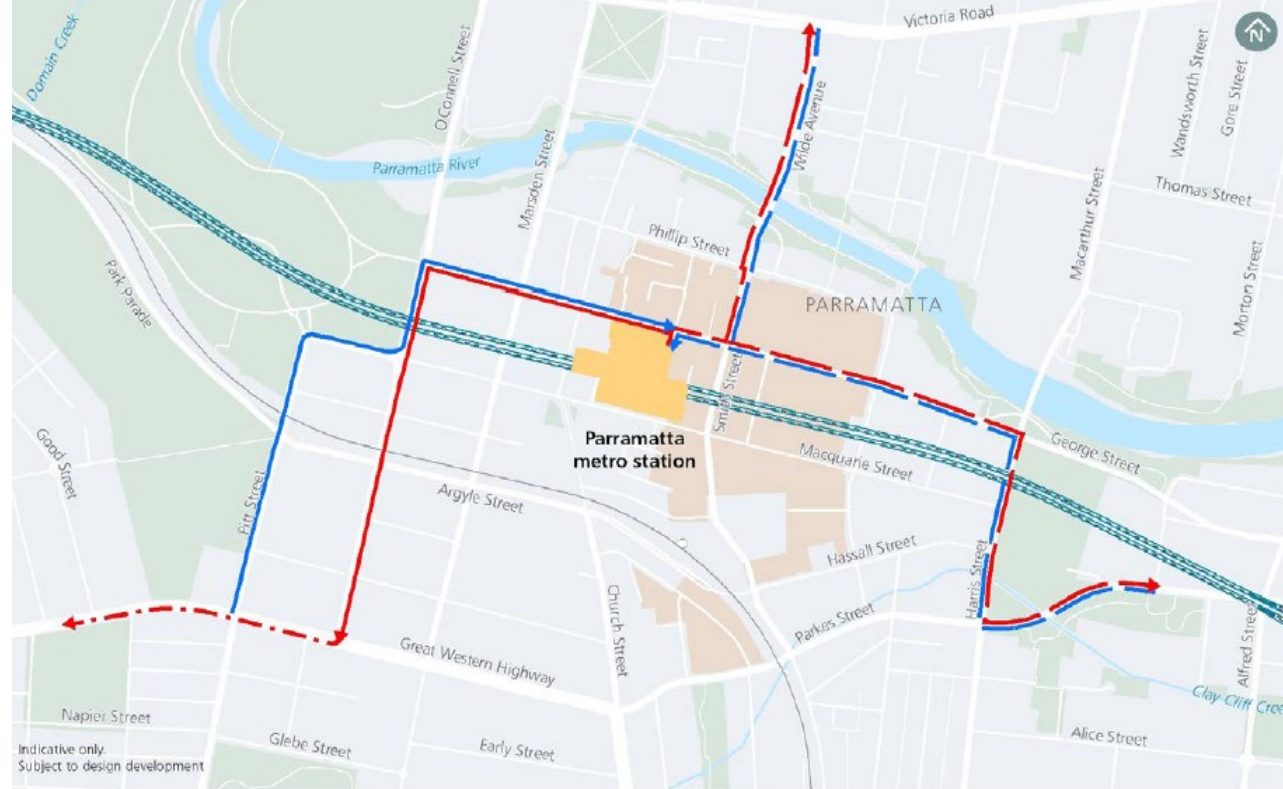 Victoria Road
N
Domain Creek
O'Connell Street
Wandsworth Street
Gore Street
Marsden Street
Wilde Avenue
Parramatta River
Macarthur Street
Thomas Street
Morton Street
Phillip Street
Park Parade
PARRAMATTA
Smith Street
Good Street
Parramatta
metro station
Macquarie Street
George Street
Pitt Street
Argyle Street
Hassall Street
Church Street
Harris Street
Parkes Street
Alfred Street
Great Western Highway
Clay Cliff Cree
Napier Street
Glebe Street
Early Street
Alice Street
Indicative only.
Subject to design development